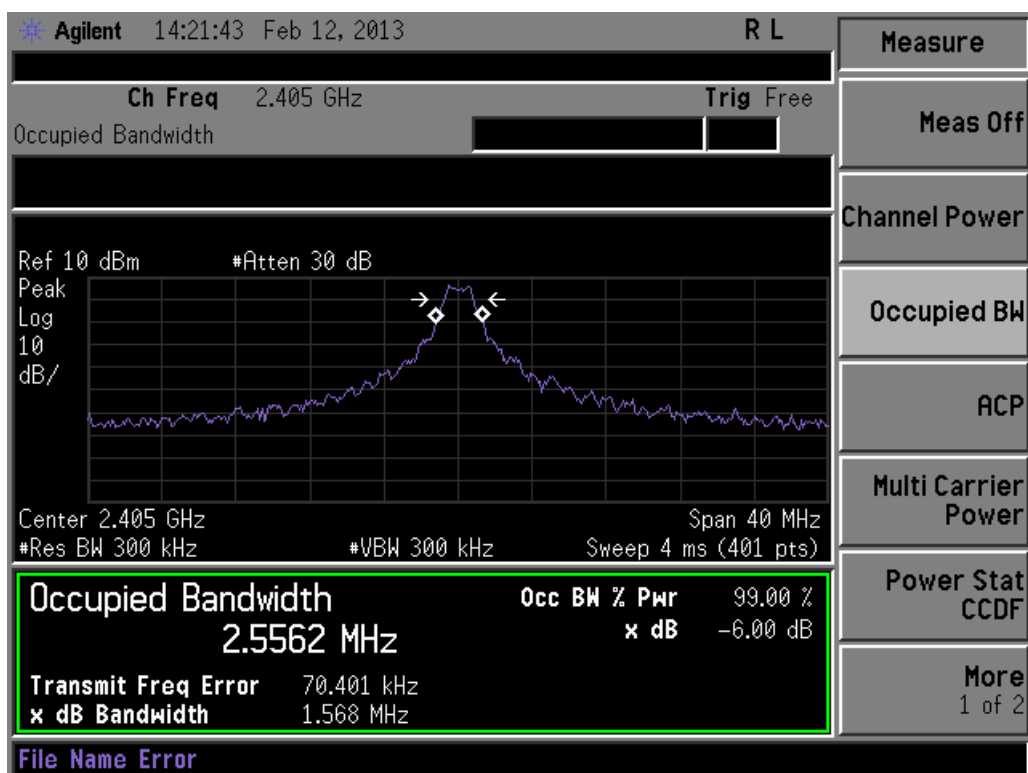 Agilent 14:21:43 Feb 12, 2013 R L
Measure
Ch Freq 2.405 GHz Trig Free
Occupied Bandwidth
Meas Off
Channel Power
Occupied BW
ACP
Multi Carrier
Power
Power Stat
CCDF
More
1 of 2
Ref 10 dBm #Atten 30 dB
Peak
Log
10
dB/
Center 2.405 GHz Span 40 MHz
#Res BW 300 kHz #VBW 300 kHz Sweep 4 ms (401 pts)
Occupied Bandwidth Occ BW % Pwr 99.00 %
2.5562 MHz x dB -6.00 dB
Transmit Freq Error 70.401 kHz
x dB Bandwidth 1.568 MHz
File Name Error